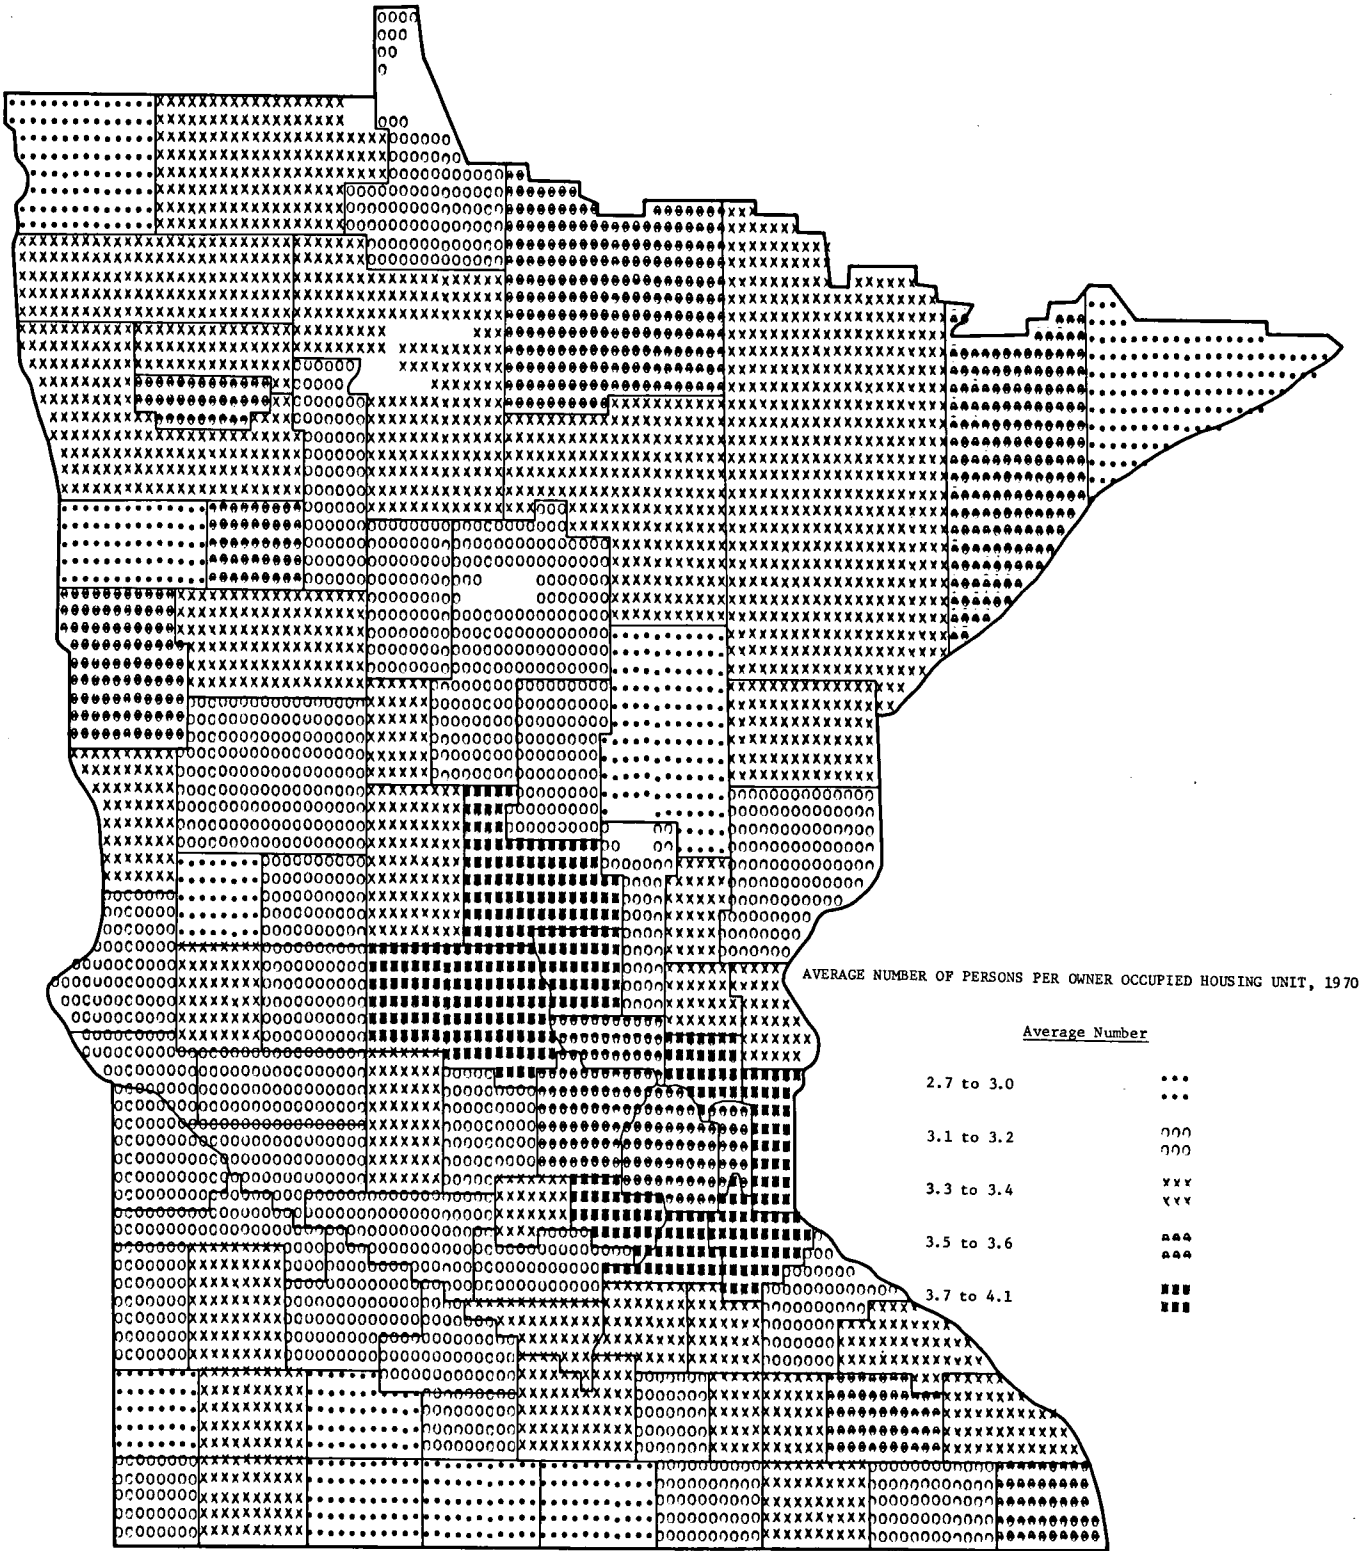 AVERAGE NUMBER OF PERSONS PER OWNER OCCUPIED HOUSING UNIT, 1970
Average Number
2.7 to 3.0
3.1 to 3.2
3.3 to 3.4
3.5 to 3.6
3.7 to 4.1